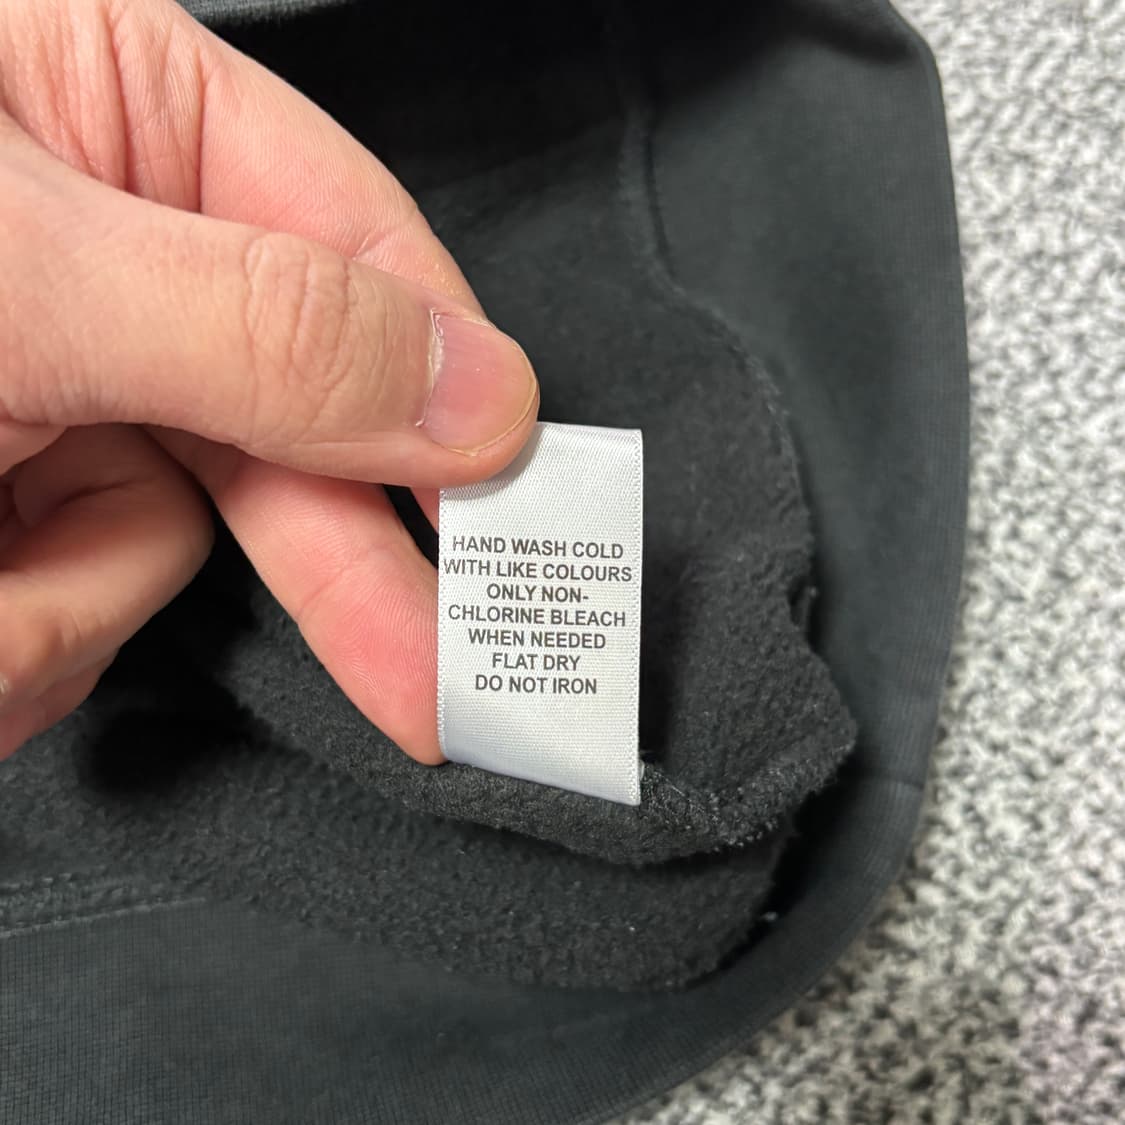 HAND WASH COLD
WITH LIKE COLOURS
ONLY NON-
CHLORINE BLEACH
WHEN NEEDED
FLAT DRY
DO NOT IRON